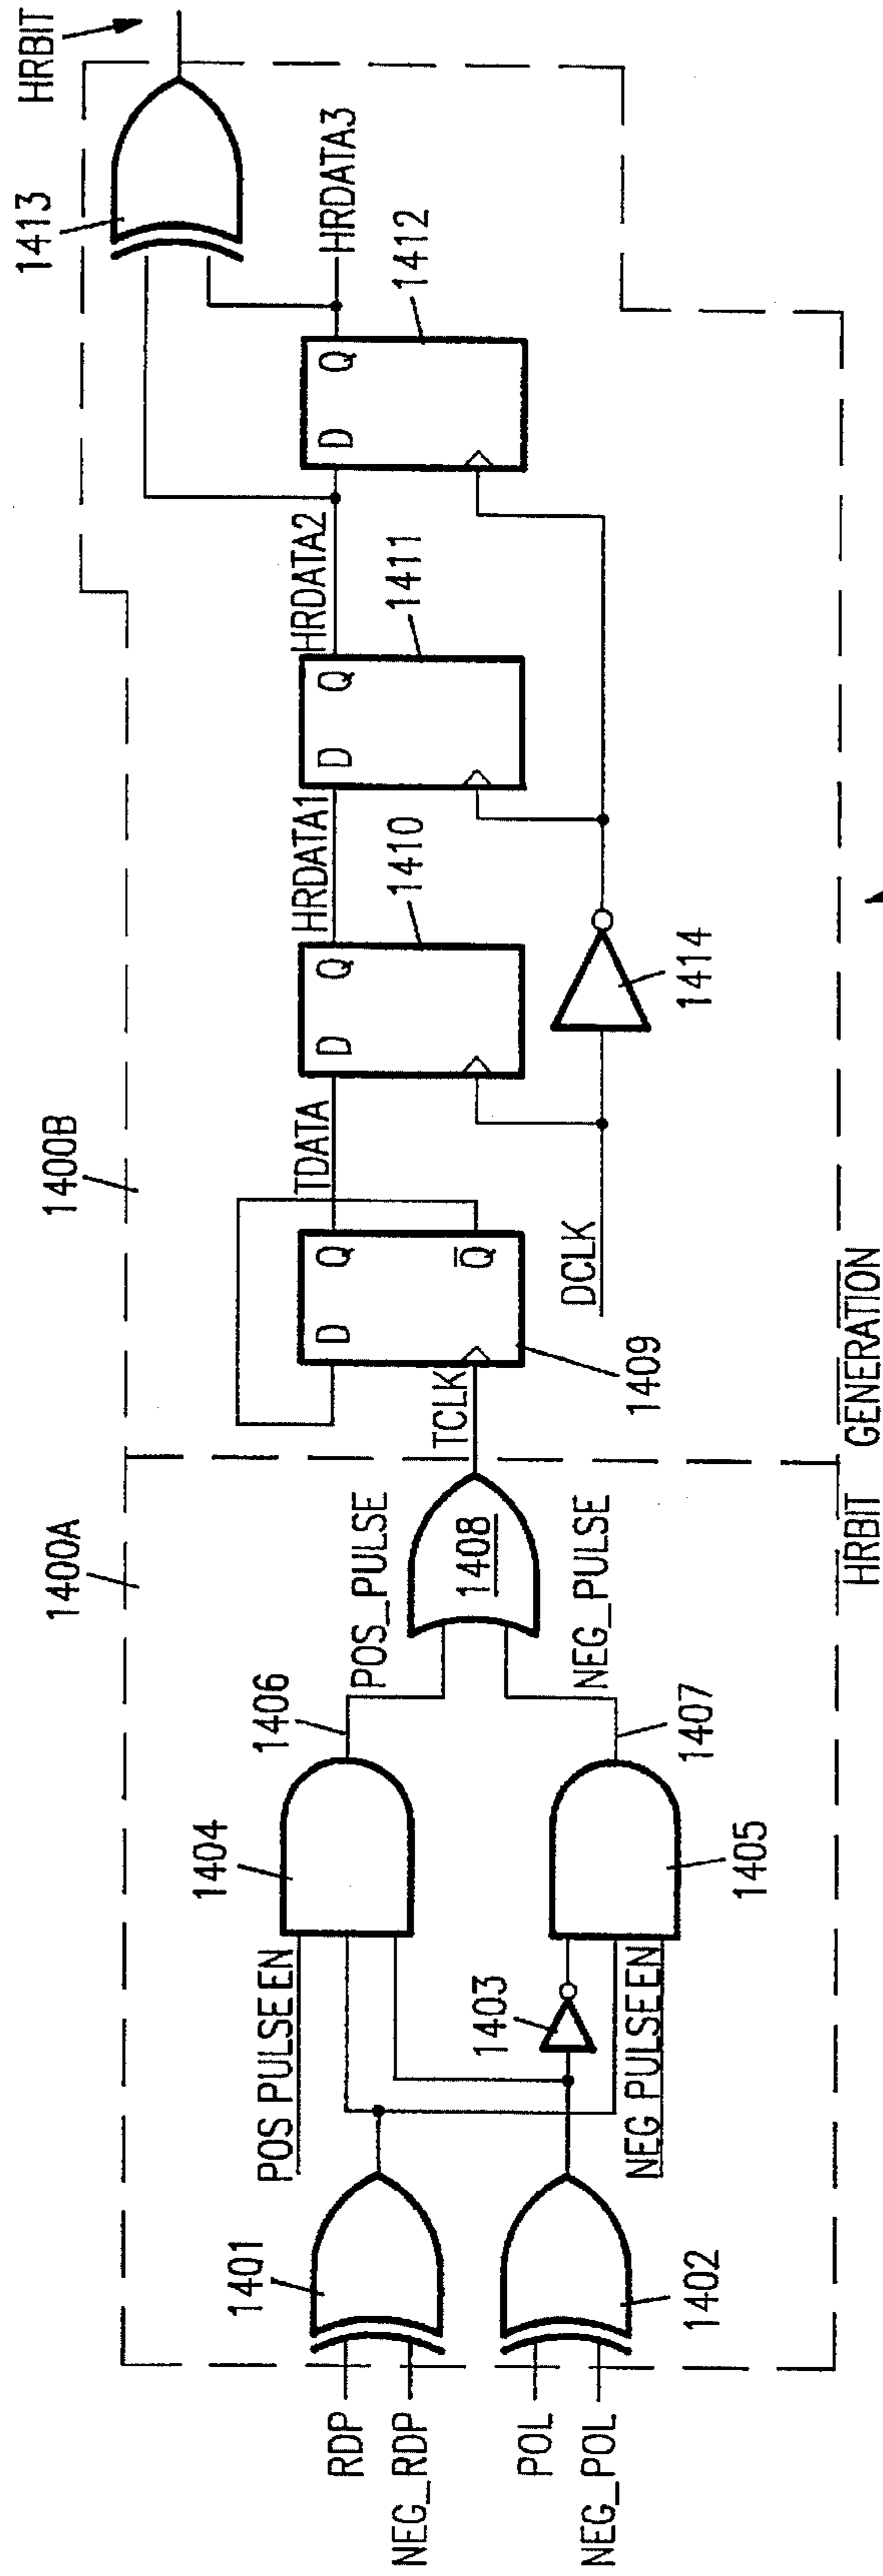 1400A
1400B
1413
HRBIT
RDP
NEG_RDP
POL
NEG_POL
1401
1402
POS PULSE EN
NEG PULSE EN
1403
1404
1405
1406
1407
POS_PULSE
NEG_PULSE
1408
TCLK
D
Q
Q̅
1409
TDATA
DCLK
D
Q
1410
HRDATA1
1414
D
Q
1411
HRDATA2
D
Q
1412
HRDATA3
HRBIT
GENERATION